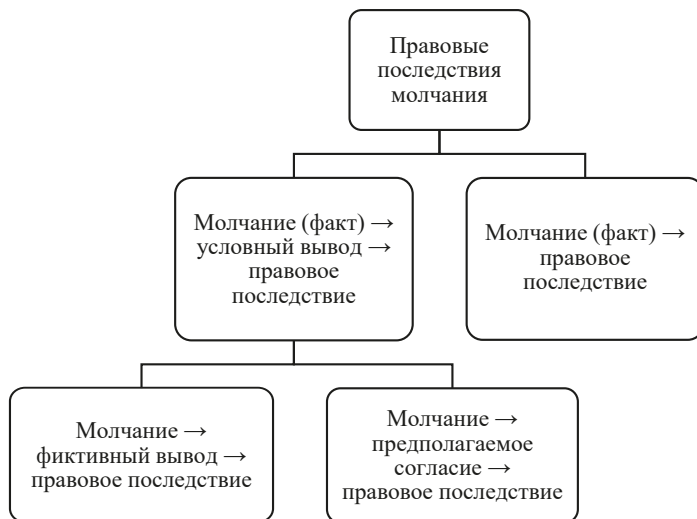 Правовые
последствия
молчания
Молчание (факт) →
условный вывод →
правовое
последствие
Молчание (факт) →
правовое
последствие
Молчание →
фиктивный вывод →
правовое последствие
Молчание →
предполагаемое
согласие →
правовое последствие